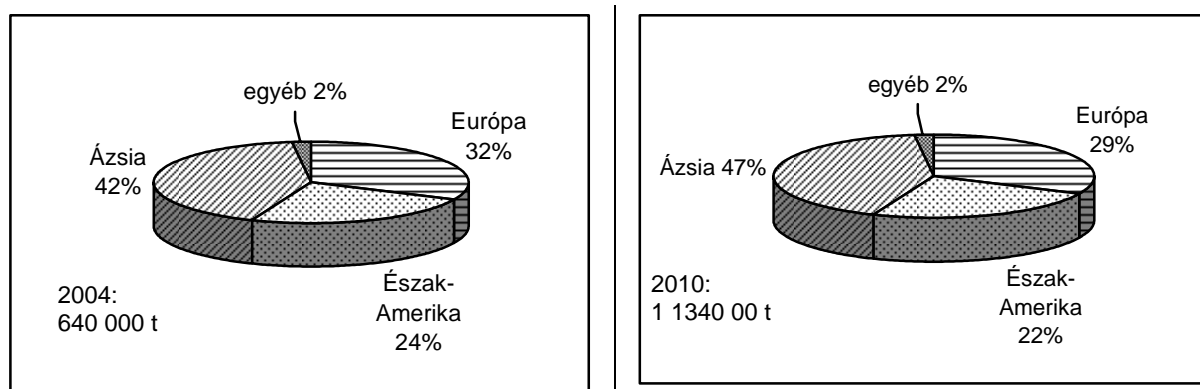 egyéb 2%
Európa
32%
Ázsia
42%
Észak-
Amerika
24%
2004:
640 000 t
egyéb 2%
Európa
29%
Ázsia 47%
Észak-
Amerika
22%
2010:
1 1340 00 t